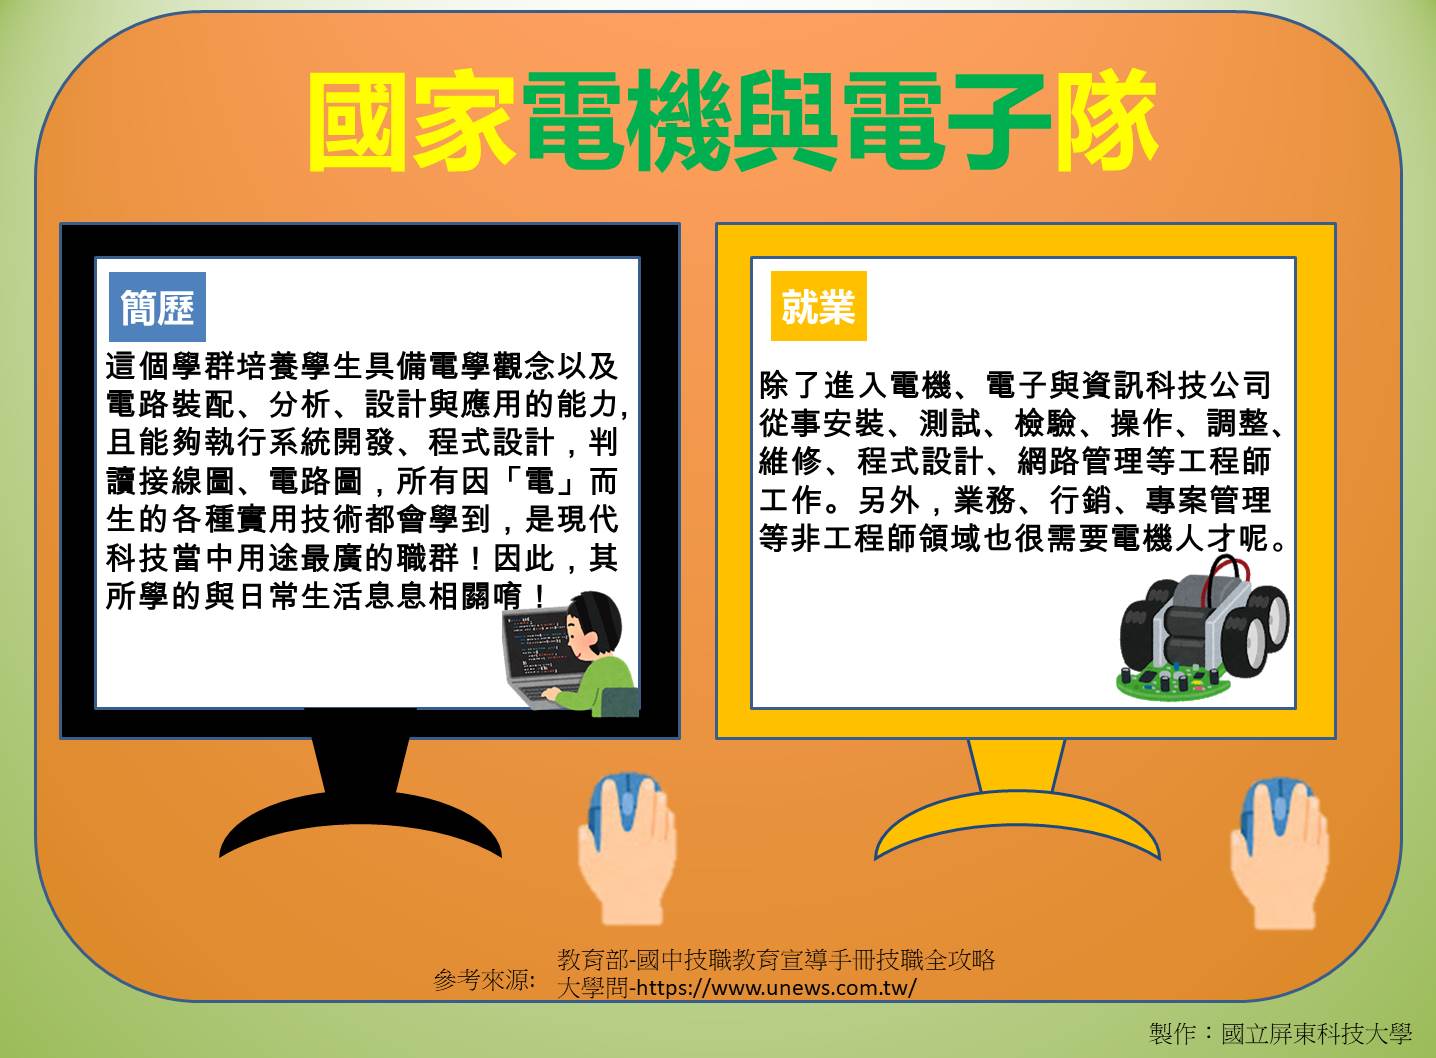 國家電機與電子隊
簡歷
這個學群培養學生具備電學觀念以及
電路裝配、分析、設計與應用的能力,
且能夠執行系統開發、程式設計，判
讀接線圖、電路圖，所有因「電」而
生的各種實用技術都會學到，是現代
科技當中用途最廣的職群！因此，其
所學的與日常生活息息相關唷！
就業
除了進入電機、電子與資訊科技公司
從事安裝、測試、檢驗、操作、調整、
維修、程式設計、網路管理等工程師
工作。另外，業務、行銷、專案管理
等非工程師領域也很需要電機人才呢。
參考來源:
教育部-國中技職教育宣導手冊技職全攻略
大學問-https://www.unews.com.tw/
製作：國立屏東科技大學